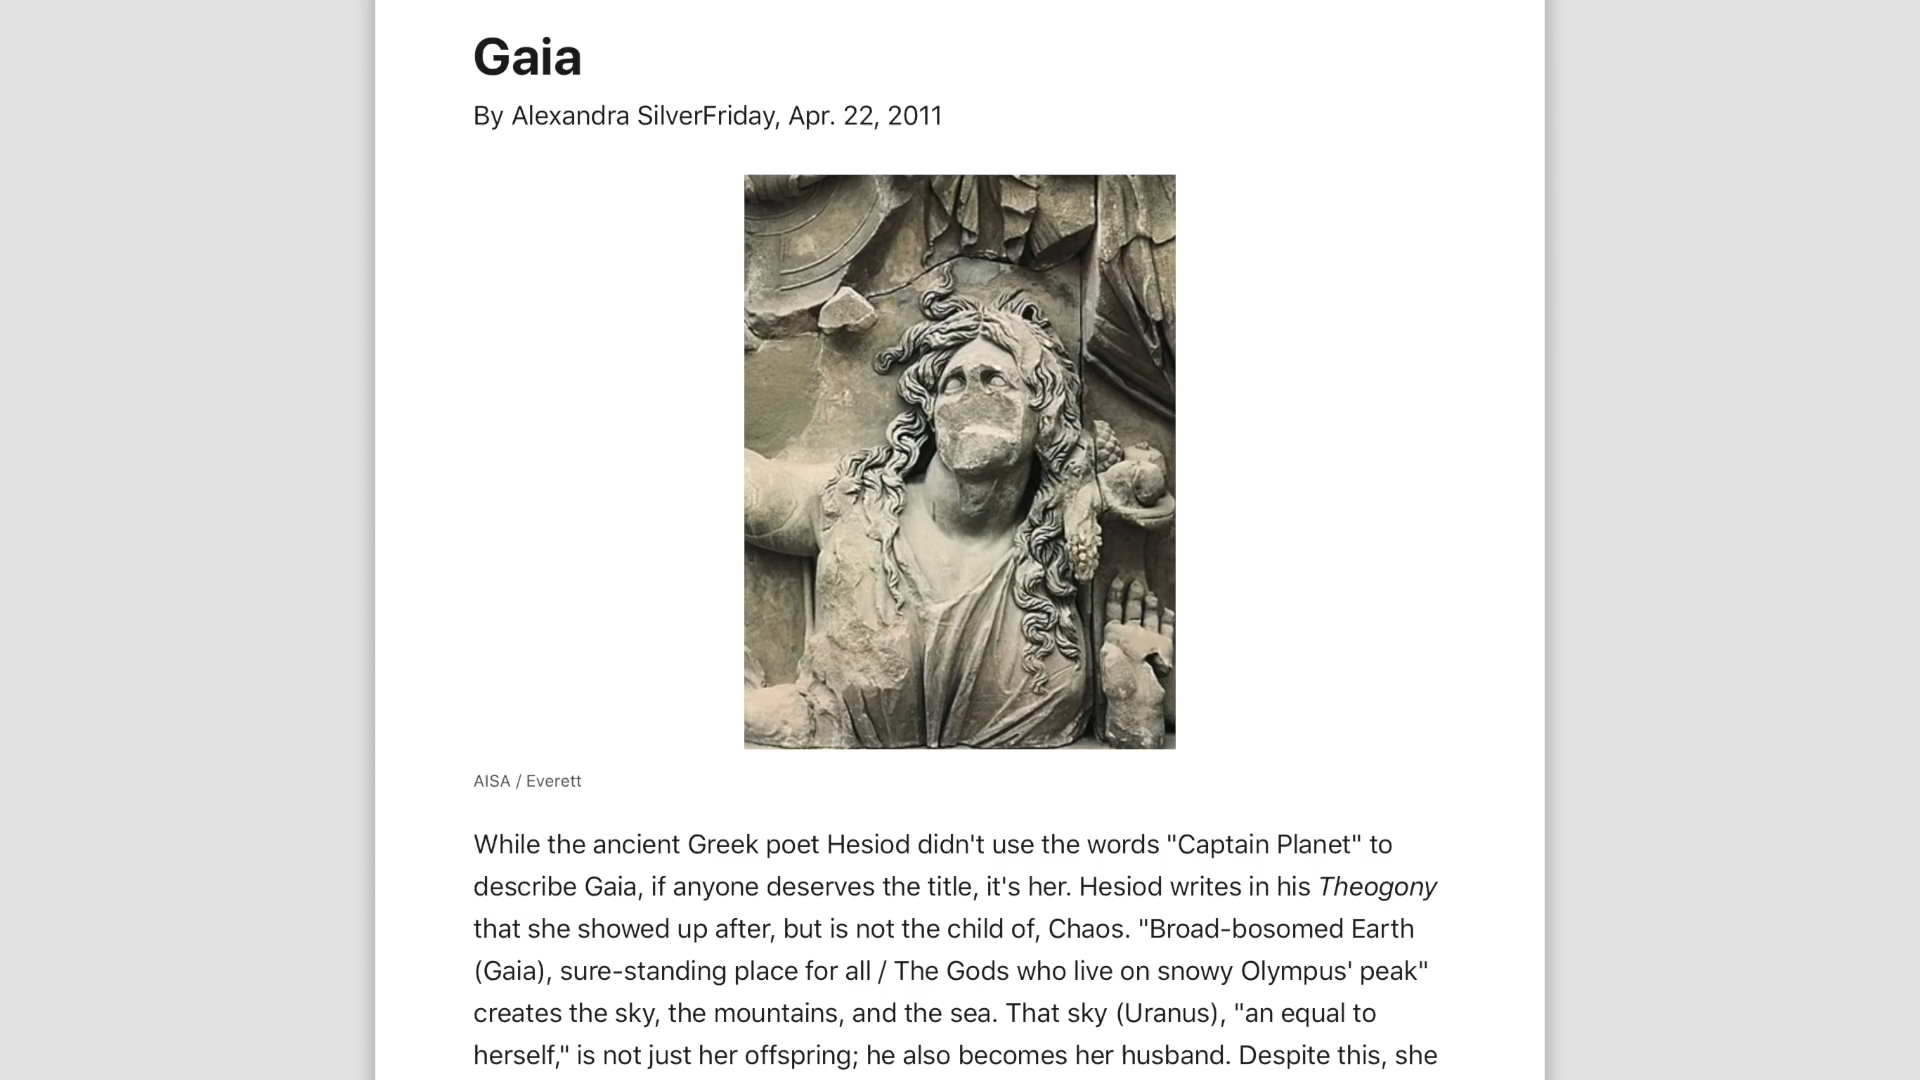 Gaia
By Alexandra SilverFriday, Apr. 22, 2011
AISA / Everett
While the ancient Greek poet Hesiod didn't use the words "Captain Planet" to
describe Gaia, if anyone deserves the title, it's her. Hesiod writes in his Theogony
that she showed up after, but is not the child of, Chaos. "Broad-bosomed Earth
(Gaia), sure-standing place for all / The Gods who live on snowy Olympus' peak"
creates the sky, the mountains, and the sea. That sky (Uranus), "an equal to
herself," is not just her offspring; he also becomes her husband. Despite this, she